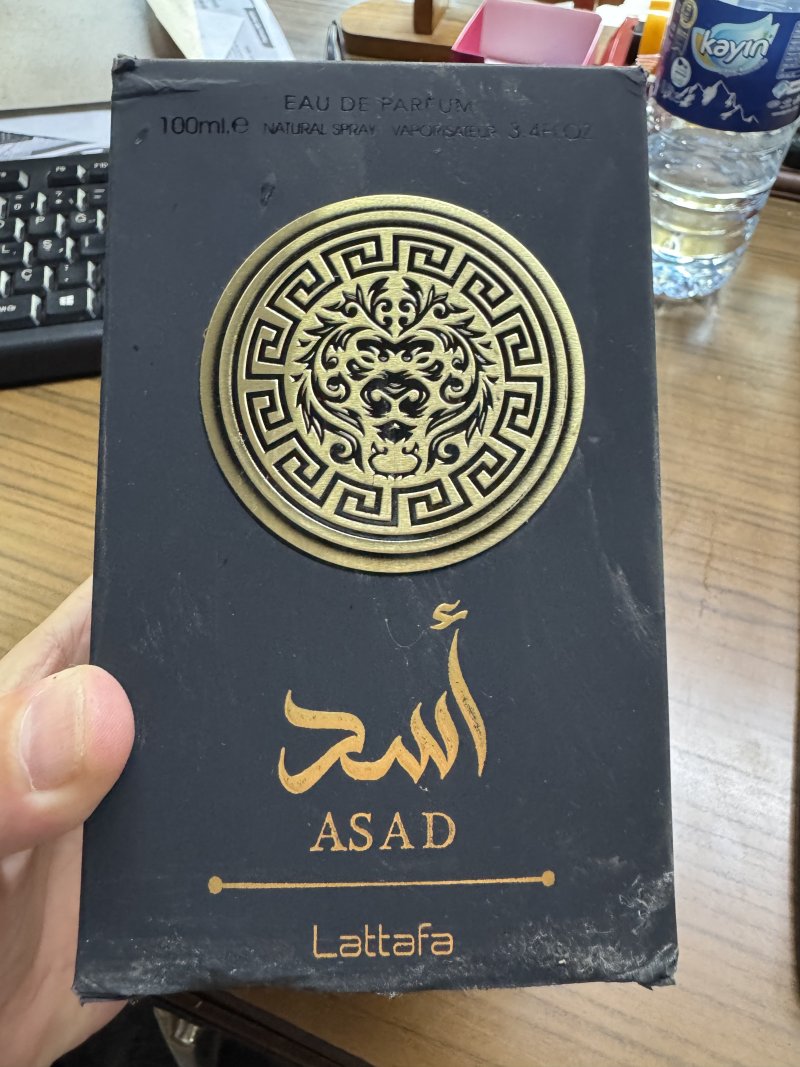 EAU DE PARFUM
100ml.e NATURAL SPRAY VAPORISATEUR 3.4FL.OZ
أسد
ASAD
Lattafa
kayın